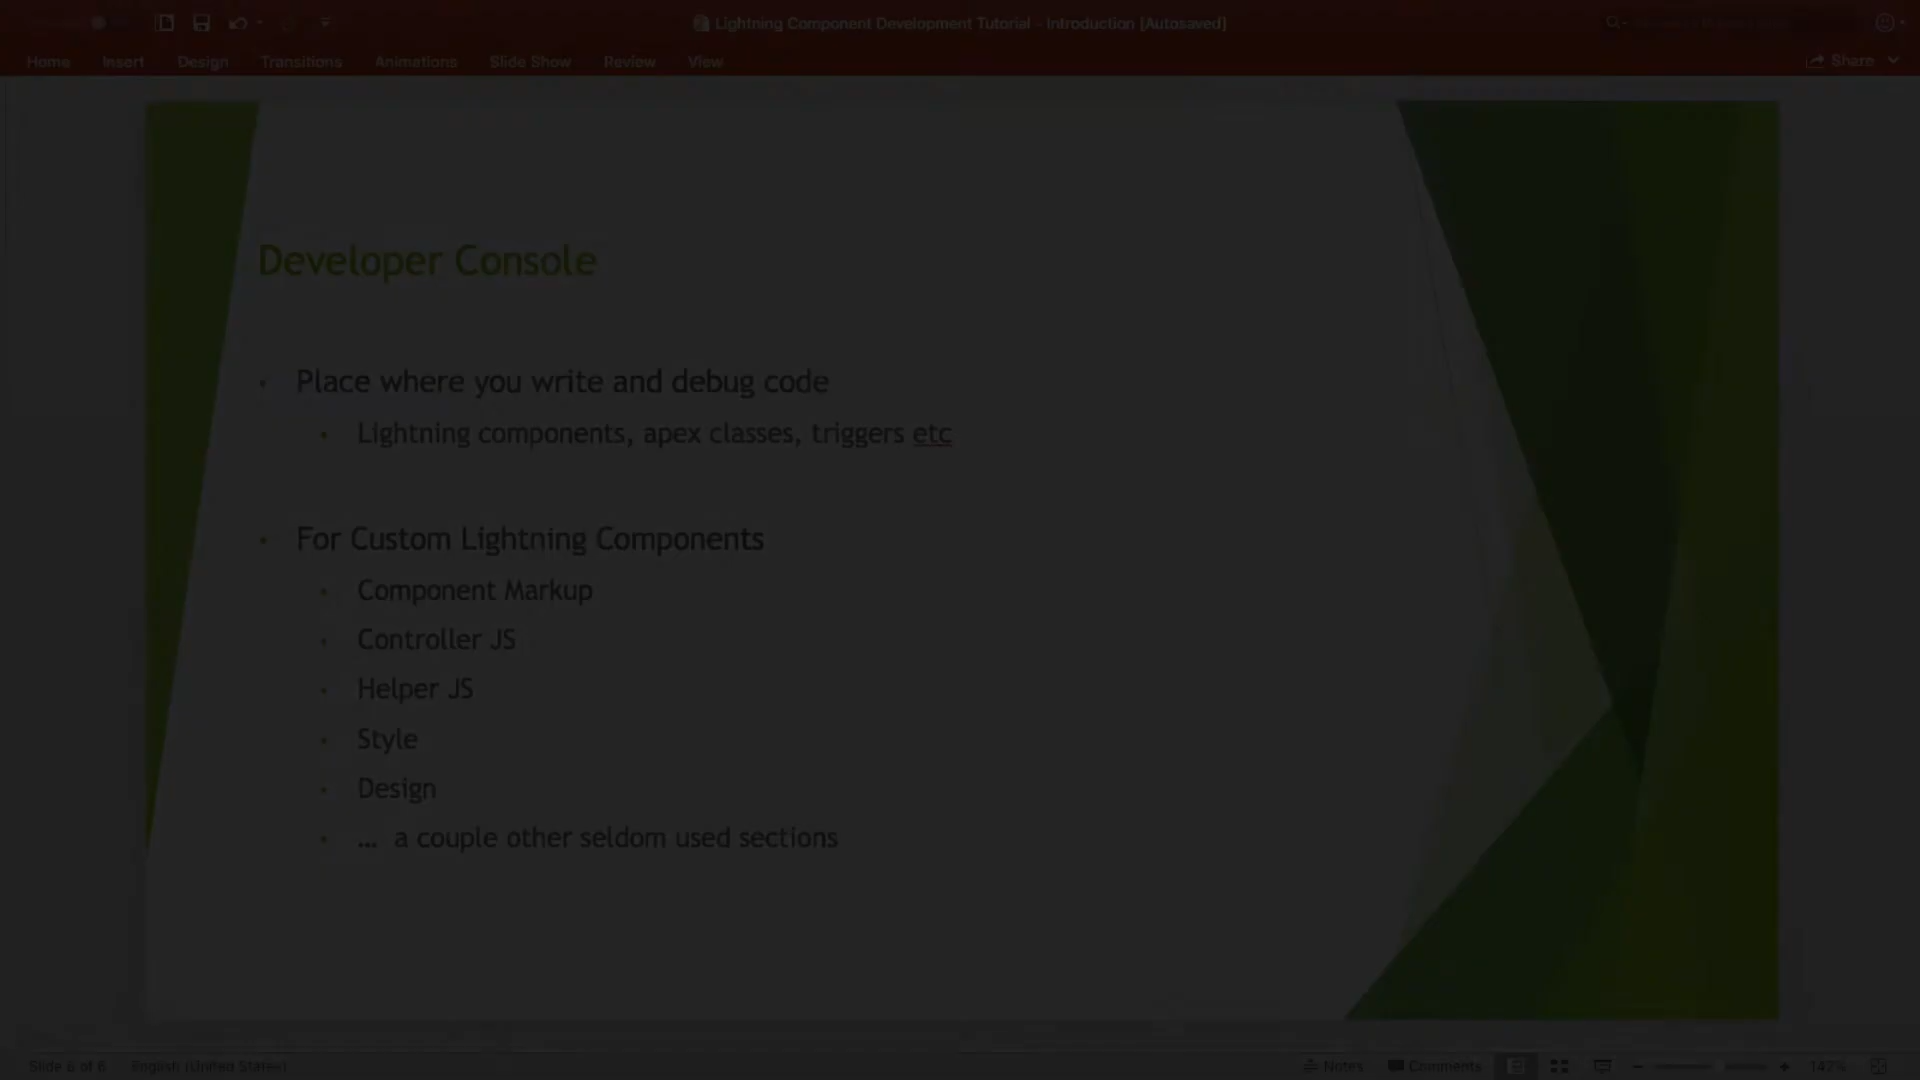 Lightning Component Development Tutorial - Introduction [Autosaved]
Home Insert Design Transitions Animations Slide Show Review View Share
Developer Console
Place where you write and debug code
Lightning components, apex classes, triggers etc
For Custom Lightning Components
Component Markup
Controller JS
Helper JS
Style
Design
... a couple other seldom used sections
Slide 6 of 6 English (United States) Notes Comments 142%